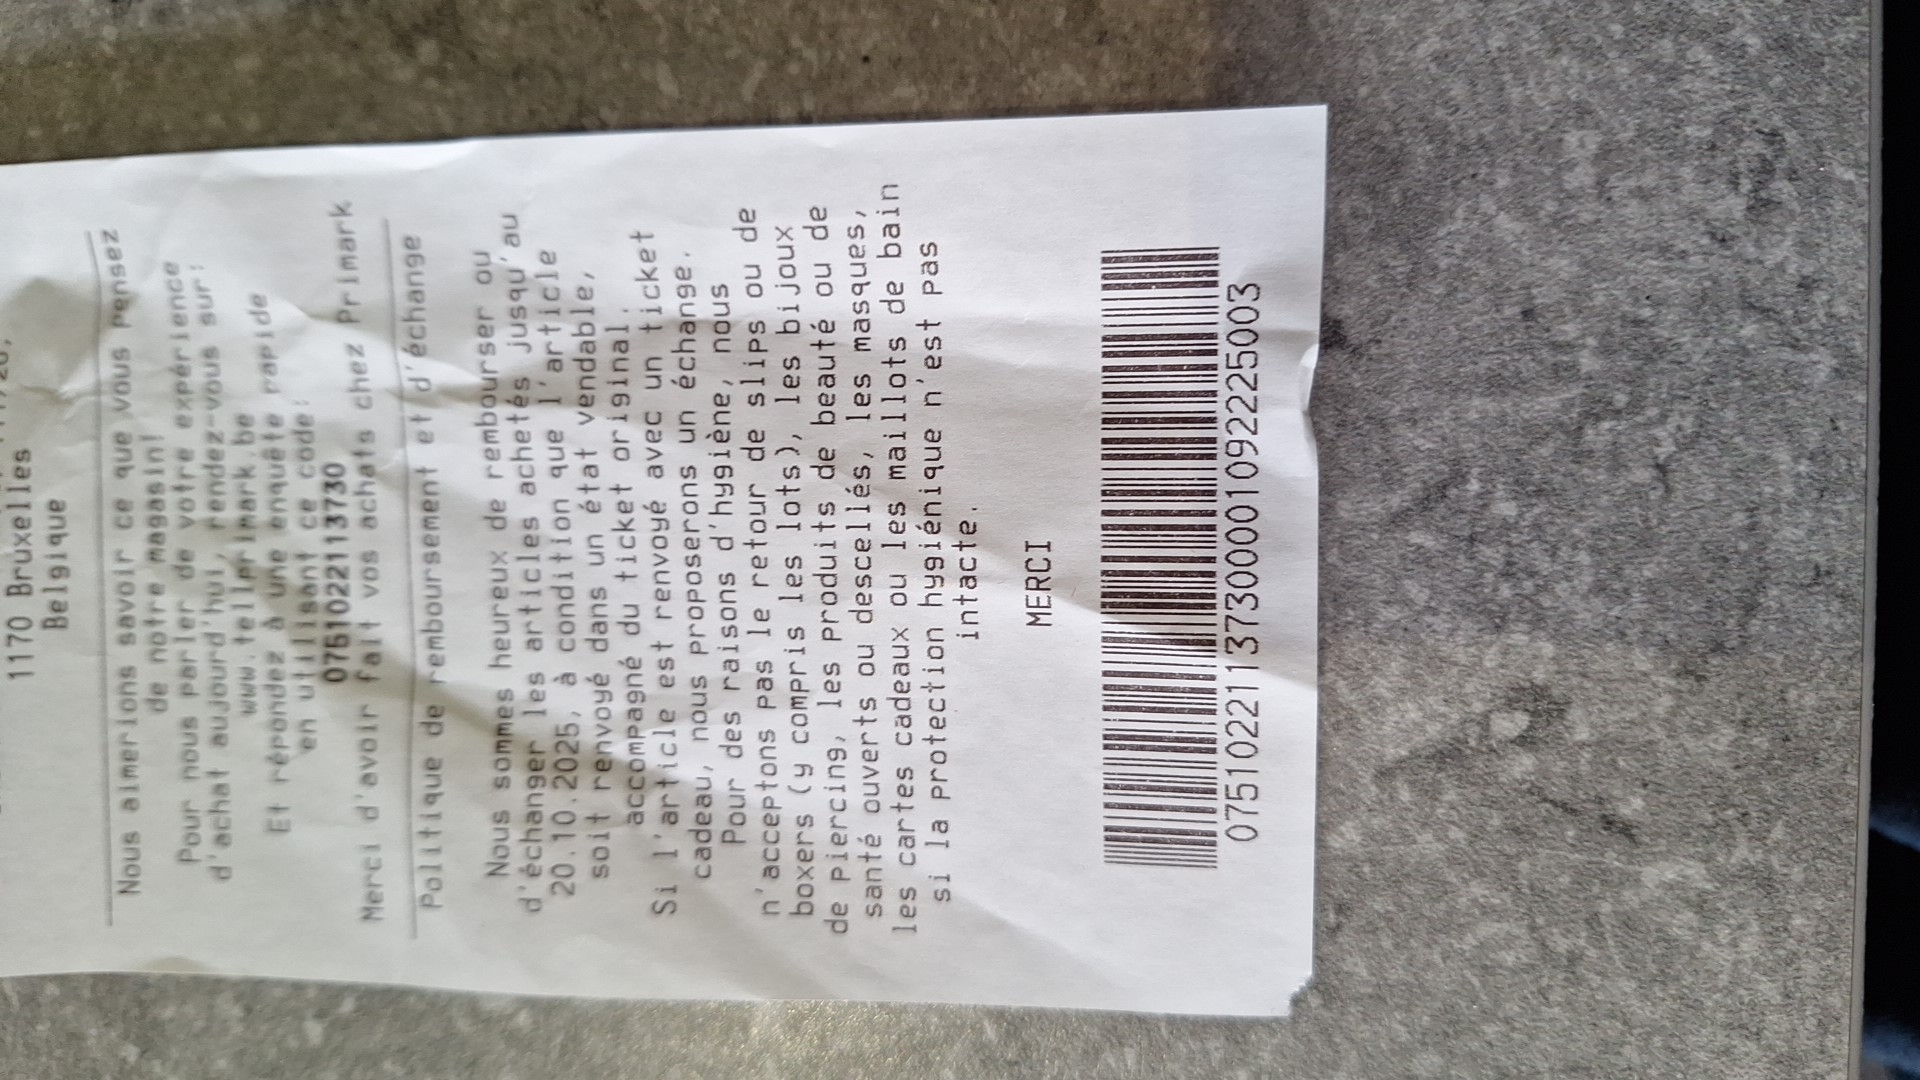 1170 Bruxelles
Belgique
Nous aimerions savoir ce que vous pensez
de notre magasin!
Pour nous parler de votre expérience
d'achat aujourd'hui, rendez-vous sur:
www.tellprimark.be
Et répondez à une enquête rapide
en utilisant ce code:
075102211373​0
Merci d'avoir fait vos achats chez Primark
Politique de remboursement et d'échange
Nous sommes heureux de rembourser ou
d'échanger les articles achetés jusqu'au
20.10.2025, à condition que l'article
soit renvoyé dans un état vendable,
accompagné du ticket original.
Si l'article est renvoyé avec un ticket
cadeau, nous proposerons un échange.
Pour des raisons d'hygiène, nous
n'acceptons pas le retour de slips ou de
boxers (y compris les lots), les bijoux
de piercing, les produits de beauté ou de
santé ouverts ou descellés, les masques,
les cartes cadeaux ou les maillots de bain
si la protection hygiénique n'est pas
intacte.
MERCI
0751022113730000109222​5003